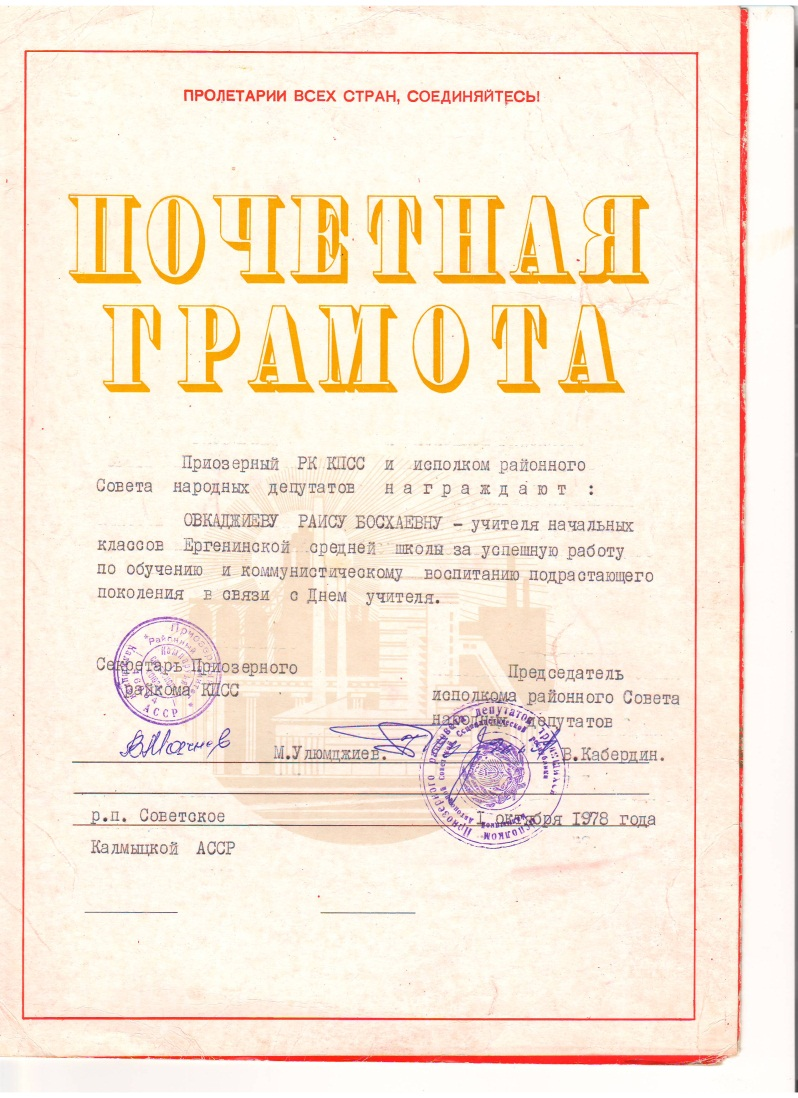 ПРОЛЕТАРИИ ВСЕХ СТРАН, СОЕДИНЯЙТЕСЬ!
ПОЧЕТНАЯ
ГРАМОТА
Приозерный РК КПСС и исполком районного
Совета народных депутатов н а г р а ж д а ю т :
ОВКАДЖИЕВУ РАИСУ БОСХАЕВНУ – учителя начальных
классов Ергенинской средней школы за успешную работу
по обучению и коммунистическому воспитанию подрастающего
поколения в связи с Днем учителя.
Секретарь Приозерного
райкома КПСС
Председатель
исполкома районного Совета
народных депутатов
М.Улюмджиев.
В.Кабердин.
р.п. Советское
I октября 1978 года
Калмыцкой АССР
АССР